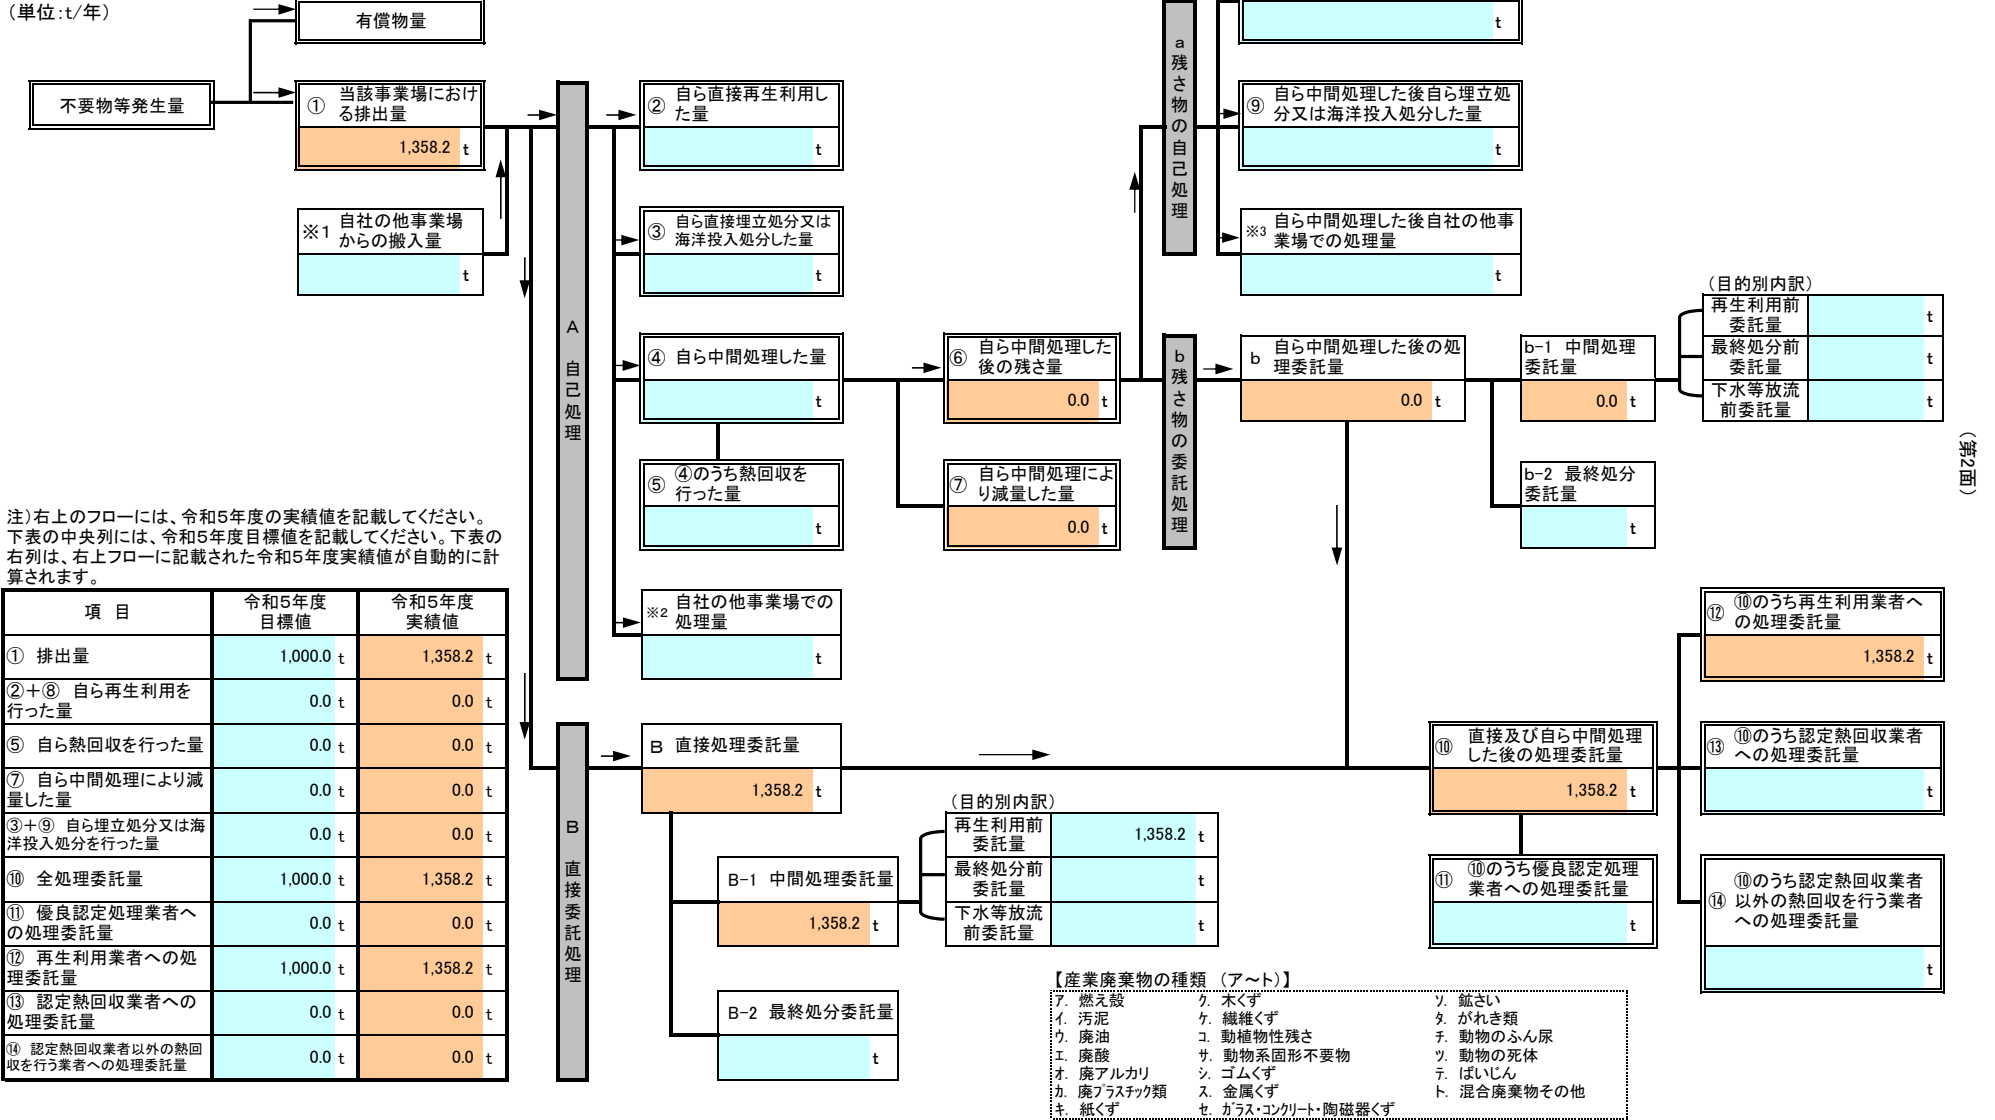 （単位:t/年）
有償物量
不要物等発生量
① 当該事業場におけ
る排出量
1,358.2 t
※1 自社の他事業場
からの搬入量
t
A 自己処理
② 自ら直接再生利用し
た量
t
③ 自ら直接埋立処分又は
海洋投入処分した量
t
④ 自ら中間処理した量
t
⑤ ④のうち熱回収を
行った量
t
※2 自社の他事業場での
処理量
t
⑥ 自ら中間処理した
後の残さ量
0.0 t
⑦ 自ら中間処理によ
り減量した量
0.0 t
a残さ物の自己処理
t
⑨ 自ら中間処理した後自ら埋立処
分又は海洋投入処分した量
t
※3 自ら中間処理した後自社の他事
業場での処理量
t
b残さ物の委託処理
b 自ら中間処理した後の処
理委託量
0.0 t
b-1 中間処理
委託量
0.0 t
b-2 最終処分
委託量
t
（目的別内訳）
再生利用前
委託量 t
最終処分前
委託量 t
下水等放流
前委託量 t
（第2面）
注）右上のフローには、令和5年度の実績値を記載してください。
下表の中央列には、令和5年度目標値を記載してください。下表の
右列は、右上フローに記載された令和5年度実績値が自動的に計
算されます。
項 目 令和5年度目標値 令和5年度実績値
① 排出量 1,000.0 t 1,358.2 t
②＋⑧ 自ら再生利用を
行った量 0.0 t 0.0 t
⑤ 自ら熱回収を行った量 0.0 t 0.0 t
⑦ 自ら中間処理により減
量した量 0.0 t 0.0 t
③＋⑨ 自ら埋立処分又は海
洋投入処分を行った量 0.0 t 0.0 t
⑩ 全処理委託量 1,000.0 t 1,358.2 t
⑪ 優良認定処理業者へ
の処理委託量 0.0 t 0.0 t
⑫ 再生利用業者への処
理委託量 1,000.0 t 1,358.2 t
⑬ 認定熱回収業者への
処理委託量 0.0 t 0.0 t
⑭ 認定熱回収業者以外の熱回
収を行う業者への処理委託量 0.0 t 0.0 t
B 直接委託処理
B 直接処理委託量
1,358.2 t
B-1 中間処理委託量
1,358.2 t
B-2 最終処分委託量
t
（目的別内訳）
再生利用前
委託量 1,358.2 t
最終処分前
委託量 t
下水等放流
前委託量 t
⑩ 直接及び自ら中間処理
した後の処理委託量
1,358.2 t
⑪ ⑩のうち優良認定処理
業者への処理委託量
t
⑫ ⑩のうち再生利用業者へ
の処理委託量
1,358.2 t
⑬ ⑩のうち認定熱回収業者
への処理委託量
t
⑭ ⑩のうち認定熱回収業者
以外の熱回収を行う業者
への処理委託量
t
【産業廃棄物の種類 （ア～ト）】
ｱ. 燃え殻 ｸ. 木くず ｿ. 鉱さい
ｲ. 汚泥 ｹ. 繊維くず ﾀ. がれき類
ｳ. 廃油 ｺ. 動植物性残さ ﾁ. 動物のふん尿
ｴ. 廃酸 ｻ. 動物系固形不要物 ﾂ. 動物の死体
ｵ. 廃アルカリ ｼ. ゴムくず ﾃ. ばいじん
ｶ. 廃ﾌﾟﾗｽﾁｯｸ類 ｽ. 金属くず ﾄ. 混合廃棄物その他
ｷ. 紙くず ｾ. ｶﾞﾗｽ・ｺﾝｸﾘｰﾄ・陶磁器くず